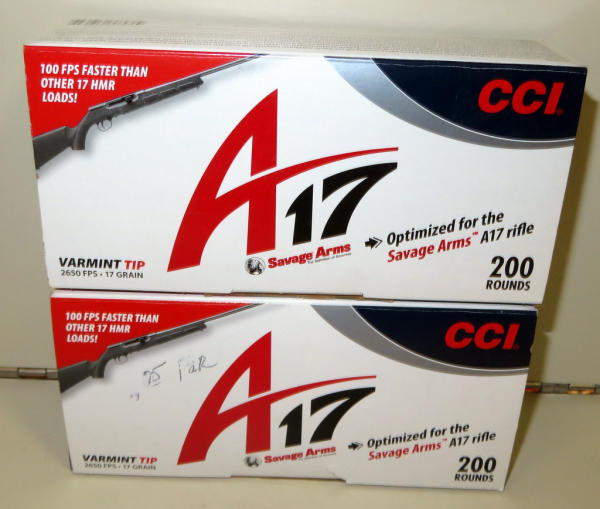 100 FPS FASTER THAN
OTHER 17 HMR
LOADS!
CCI
A17
Savage Arms
Optimized for the
Savage Arms™ A17 rifle
VARMINT TIP
2650 FPS • 17 GRAIN
200
ROUNDS
100 FPS FASTER THAN
OTHER 17 HMR
LOADS!
CCI
A17
Savage Arms
Optimized for the
Savage Arms™ A17 rifle
VARMINT TIP
2650 FPS • 17 GRAIN
200
ROUNDS